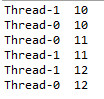 Thread-1  10
Thread-0  10
Thread-0  11
Thread-1  11
Thread-1  12
Thread-0  12